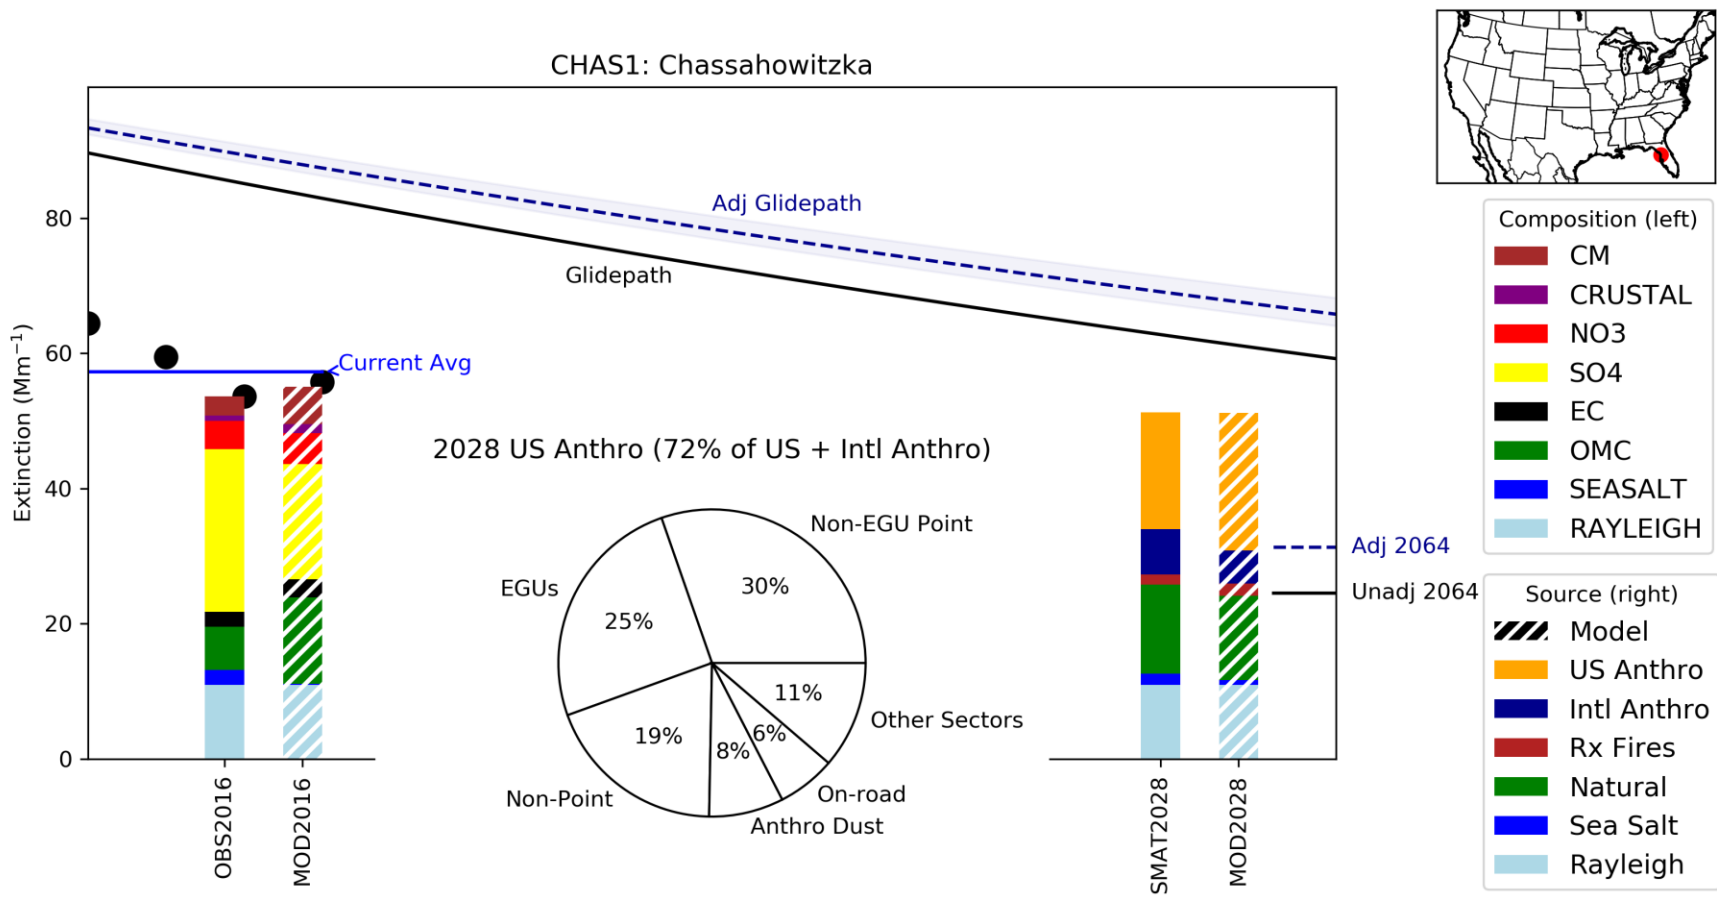 CHAS1: Chassahowitzka
Extinction (Mm⁻¹)
80
60
40
20
0
Adj Glidepath
Glidepath
Current Avg
2028 US Anthro (72% of US + Intl Anthro)
Non-EGU Point
30%
EGUs
25%
19%
Non-Point
8%
Anthro Dust
6%
On-road
11%
Other Sectors
OBS2016
MOD2016
SMAT2028
MOD2028
Adj 2064
Unadj 2064
Composition (left)
CM
CRUSTAL
NO3
SO4
EC
OMC
SEASALT
RAYLEIGH
Source (right)
Model
US Anthro
Intl Anthro
Rx Fires
Natural
Sea Salt
Rayleigh